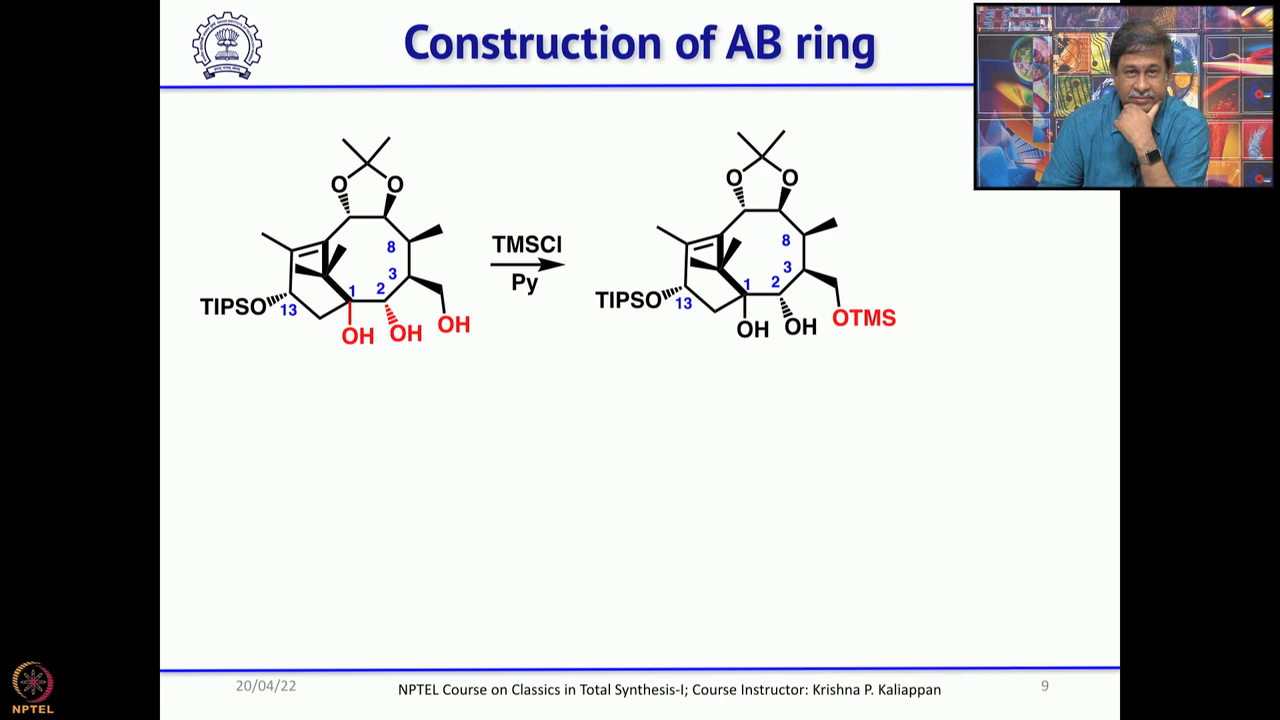 Construction of AB ring
O O
8
3
2
1
TIPSO
13
OH
OH
OH
TMSCl
Py
O O
8
3
2
1
TIPSO
13
OH
OH
OTMS
NPTEL
20/04/22
NPTEL Course on Classics in Total Synthesis-I; Course Instructor: Krishna P. Kaliappan
9